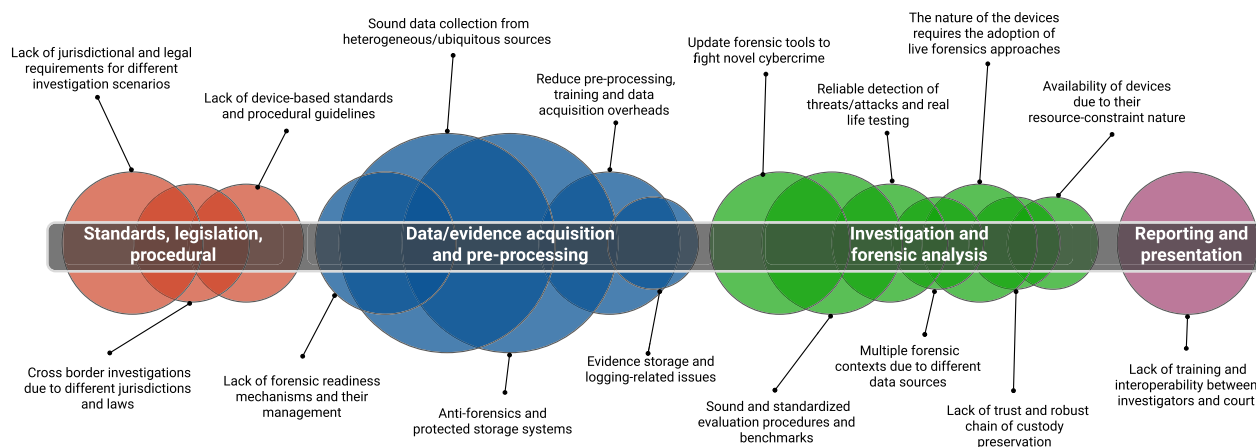 Lack of jurisdictional and legal
requirements for different
investigation scenarios
Lack of device-based standards
and procedural guidelines
Sound data collection from
heterogeneous/ubiquitous sources
Reduce pre-processing,
training and data
acquisition overheads
Update forensic tools to
fight novel cybercrime
Reliable detection of
threats/attacks and real
life testing
The nature of the devices
requires the adoption of
live forensics approaches
Availability of devices
due to their
resource-constraint nature
Standards, legislation,
procedural
Data/evidence acquisition
and pre-processing
Investigation and
forensic analysis
Reporting and
presentation
Cross border investigations
due to different jurisdictions
and laws
Lack of forensic readiness
mechanisms and their
management
Anti-forensics and
protected storage systems
Evidence storage and
logging-related issues
Sound and standardized
evaluation procedures and
benchmarks
Multiple forensic
contexts due to different
data sources
Lack of trust and robust
chain of custody
preservation
Lack of training and
interoperability between
investigators and court